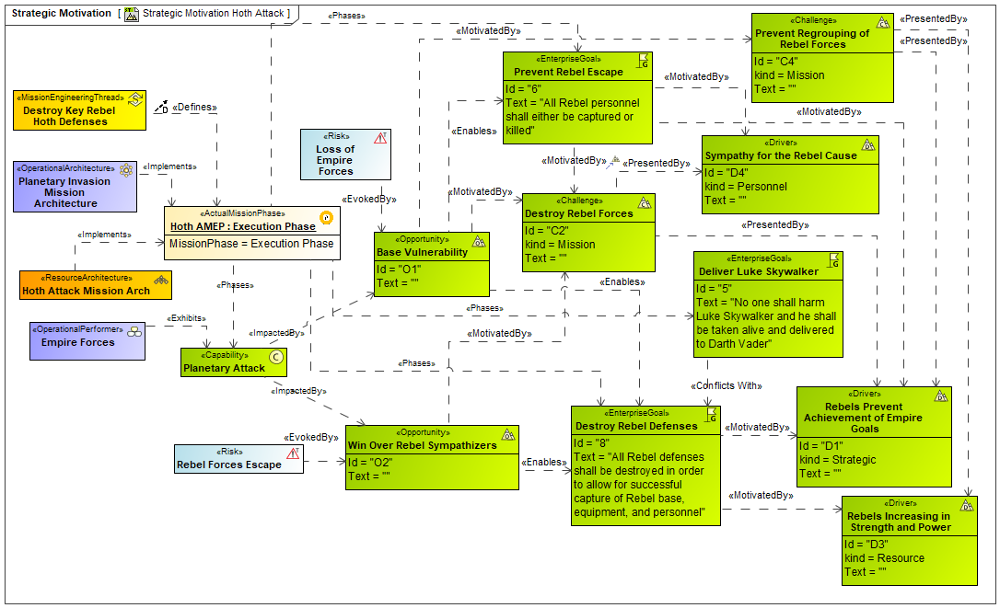 Strategic Motivation [ Strategic Motivation Hoth Attack ]
«Phases»
«MotivatedBy»
«Challenge»
Prevent Regrouping of
Rebel Forces
Id = "C4"
kind = Mission
Text = ""
«PresentedBy»
«PresentedBy»
«EnterpriseGoal»
G
Prevent Rebel Escape
Id = "6"
Text = "All Rebel personnel
shall either be captured or
killed"
«MotivatedBy»
«MotivatedBy»
«MissionEngineeringThread»
Destroy Key Rebel
Hoth Defenses
D
«Defines»
«Enables»
«Risk»
Loss of
Empire
Forces
«Driver»
Sympathy for the Rebel Cause
Id = "D4"
kind = Personnel
Text = ""
«MotivatedBy»
«PresentedBy»
«OperationalArchitecture»
Planetary Invasion
Mission
Architecture
«Implements»
«EvokedBy»
«MotivatedBy»
«Challenge»
Destroy Rebel Forces
Id = "C2"
kind = Mission
Text = ""
«PresentedBy»
«ActualMissionPhase»
P
Hoth AMEP : Execution Phase
MissionPhase = Execution Phase
«Implements»
«Opportunity»
Base Vulnerability
Id = "O1"
Text = ""
«EnterpriseGoal»
G
Deliver Luke Skywalker
Id = "5"
Text = "No one shall harm
Luke Skywalker and he shall
be taken alive and delivered
to Darth Vader"
«ResourceArchitecture»
Hoth Attack Mission Arch
«Phases»
«Enables»
«Phases»
«Exhibits»
«OperationalPerformer»
Empire Forces
«ImpactedBy»
«MotivatedBy»
«Capability»
C
Planetary Attack
«Phases»
«ImpactedBy»
«Conflicts With»
«Driver»
Rebels Prevent
Achievement of Empire
Goals
Id = "D1"
kind = Strategic
Text = ""
«EnterpriseGoal»
G
Destroy Rebel Defenses
Id = "8"
Text = "All Rebel defenses
shall be destroyed in order
to allow for successful
capture of Rebel base,
equipment, and personnel"
«MotivatedBy»
«EvokedBy»
«Opportunity»
Win Over Rebel Sympathizers
Id = "O2"
Text = ""
«Risk»
Rebel Forces Escape
«Enables»
«MotivatedBy»
«Driver»
Rebels Increasing in
Strength and Power
Id = "D3"
kind = Resource
Text = ""